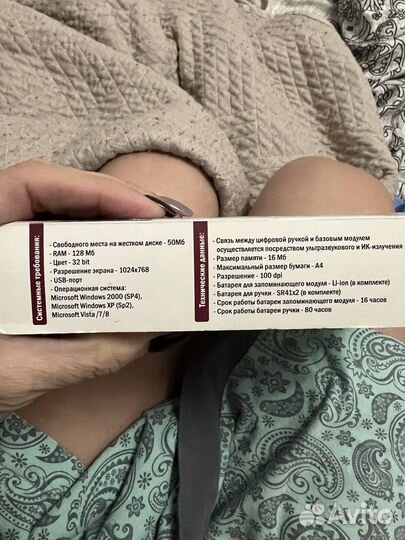 Системные требования:
- Свободного места на жестком диске - 50Мб
- RAM - 128 Мб
- Цвет - 32 bit
- Разрешение экрана - 1024x768
- USB-порт
- Операционная система:
Microsoft Windows 2000 (SP4),
Microsoft Windows XP (Sp2),
Microsoft Vista /7/8
Технические данные:
- Связь между цифровой ручкой и базовым модулем
осуществляется посредством ультразвукового и ИК-излучения
- Размер памяти - 16 Мб
- Максимальный размер бумаги - А4
- Разрешение - 100 dpi
- Батарея для запоминающего модуля - Li-ion (в комплекте)
- Батарея для ручки - SR41x2 (в комплекте)
- Срок работы батареи запоминающего модуля - 16 часов
- Срок работы батареи ручки - 80 часов
Avito